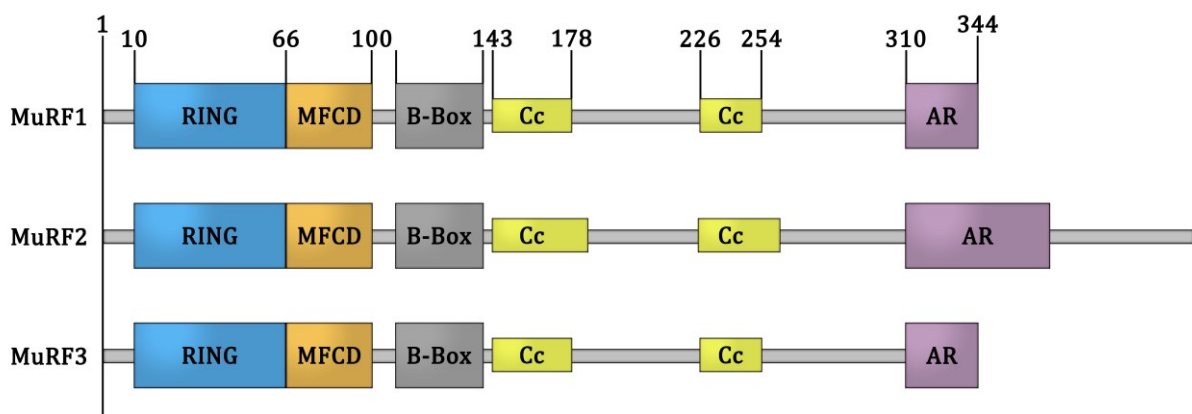 1
10 66 100 143 178 226 254 310 344
MuRF1 RING MFCD B-Box Cc Cc AR
MuRF2 RING MFCD B-Box Cc Cc AR
MuRF3 RING MFCD B-Box Cc Cc AR